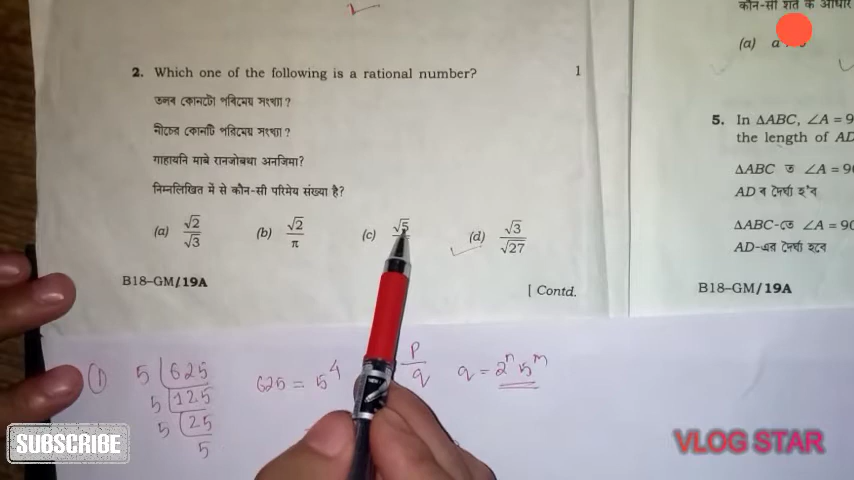 2. Which one of the following is a rational number? 1
তলৰ কোনটো পৰিমেয় সংখ্যা ?
নীচের কোনটি পরিমেয় সংখ্যা ?
गाहायनि माबे रानजोबथा अनजिमा?
निम्नलिखित में से कौन-सी परिमेय संख्या है?
(a) √2/√3 (b) √2/π (c) √5 (d) √3/√27
B18–GM/19A [ Contd.
कौन-सी शर्त के आधार
(a) a
5. In ΔABC, ∠A = 9
the length of AD
ΔABC ত ∠A = 90
AD ৰ দৈৰ্ঘ্য হ'ব
ΔABC-তে ∠A = 90
AD-এর দৈর্ঘ্য হবে
B18–GM/19A
① 5 | 625
5 | 125
5 | 25
5
625 = 5⁴ P/q q = 2ⁿ 5ᵐ
SUBSCRIBE
VLOG STAR